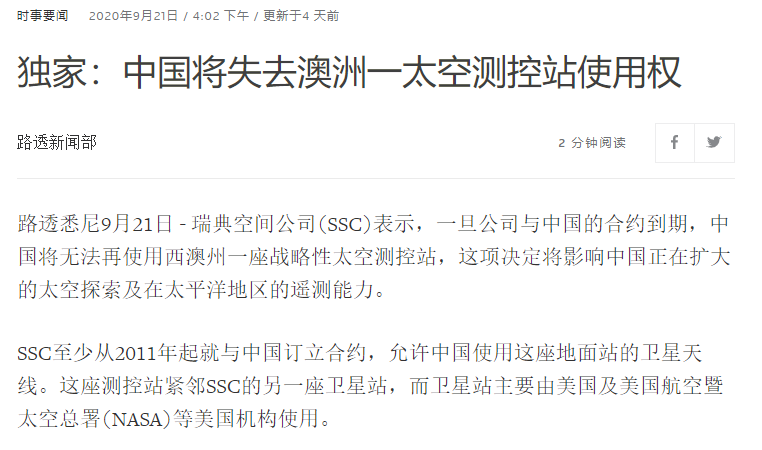 时事要闻 2020年9月21日 / 4:02 下午 / 更新于4 天前
独家：中国将失去澳洲一太空测控站使用权
路透新闻部 2 分钟阅读
路透悉尼9月21日 - 瑞典空间公司(SSC)表示，一旦公司与中国的合约到期，中
国将无法再使用西澳州一座战略性太空测控站，这项决定将影响中国正在扩大
的太空探索及在太平洋地区的遥测能力。
SSC至少从2011年起就与中国订立合约，允许中国使用这座地面站的卫星天
线。这座测控站紧邻SSC的另一座卫星站，而卫星站主要由美国及美国航空暨
太空总署(NASA)等美国机构使用。